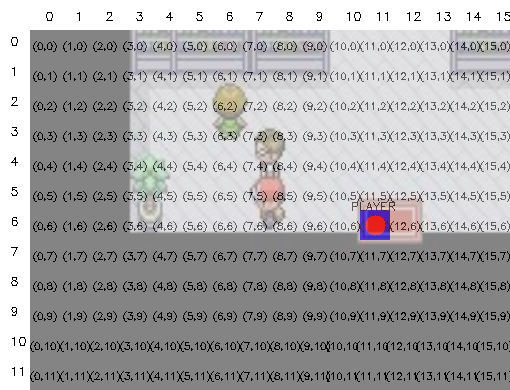 0 1 2 3 4 5 6 7 8 9 10 11 12 13 14 15
0 (0,0) (1,0) (2,0) (3,0) (4,0) (5,0) (6,0) (7,0) (8,0) (9,0) (10,0) (11,0) (12,0) (13,0) (14,0) (15,0)
1 (0,1) (1,1) (2,1) (3,1) (4,1) (5,1) (6,1) (7,1) (8,1) (9,1) (10,1) (11,1) (12,1) (13,1) (14,1) (15,1)
2 (0,2) (1,2) (2,2) (3,2) (4,2) (5,2) (6,2) (7,2) (8,2) (9,2) (10,2) (11,2) (12,2) (13,2) (14,2) (15,2)
3 (0,3) (1,3) (2,3) (3,3) (4,3) (5,3) (6,3) (7,3) (8,3) (9,3) (10,3) (11,3) (12,3) (13,3) (14,3) (15,3)
4 (0,4) (1,4) (2,4) (3,4) (4,4) (5,4) (6,4) (7,4) (8,4) (9,4) (10,4) (11,4) (12,4) (13,4) (14,4) (15,4)
5 (0,5) (1,5) (2,5) (3,5) (4,5) (5,5) (6,5) (7,5) (8,5) (9,5) (10,5) (11,5) (12,5) (13,5) (14,5) (15,5)
PLAYER
6 (0,6) (1,6) (2,6) (3,6) (4,6) (5,6) (6,6) (7,6) (8,6) (9,6) (10,6) (12,6) (13,6) (14,6) (15,6)
7 (0,7) (1,7) (2,7) (3,7) (4,7) (5,7) (6,7) (7,7) (8,7) (9,7) (10,7) (11,7) (12,7) (13,7) (14,7) (15,7)
8 (0,8) (1,8) (2,8) (3,8) (4,8) (5,8) (6,8) (7,8) (8,8) (9,8) (10,8) (11,8) (12,8) (13,8) (14,8) (15,8)
9 (0,9) (1,9) (2,9) (3,9) (4,9) (5,9) (6,9) (7,9) (8,9) (9,9) (10,9) (11,9) (12,9) (13,9) (14,9) (15,9)
10 (0,10) (1,10) (2,10) (3,10) (4,10) (5,10) (6,10) (7,10) (8,10) (9,10) (10,10) (11,10) (12,10) (13,10) (14,10) (15,10)
11 (0,11) (1,11) (2,11) (3,11) (4,11) (5,11) (6,11) (7,11) (8,11) (9,11) (10,11) (11,11) (12,11) (13,11) (14,11) (15,11)